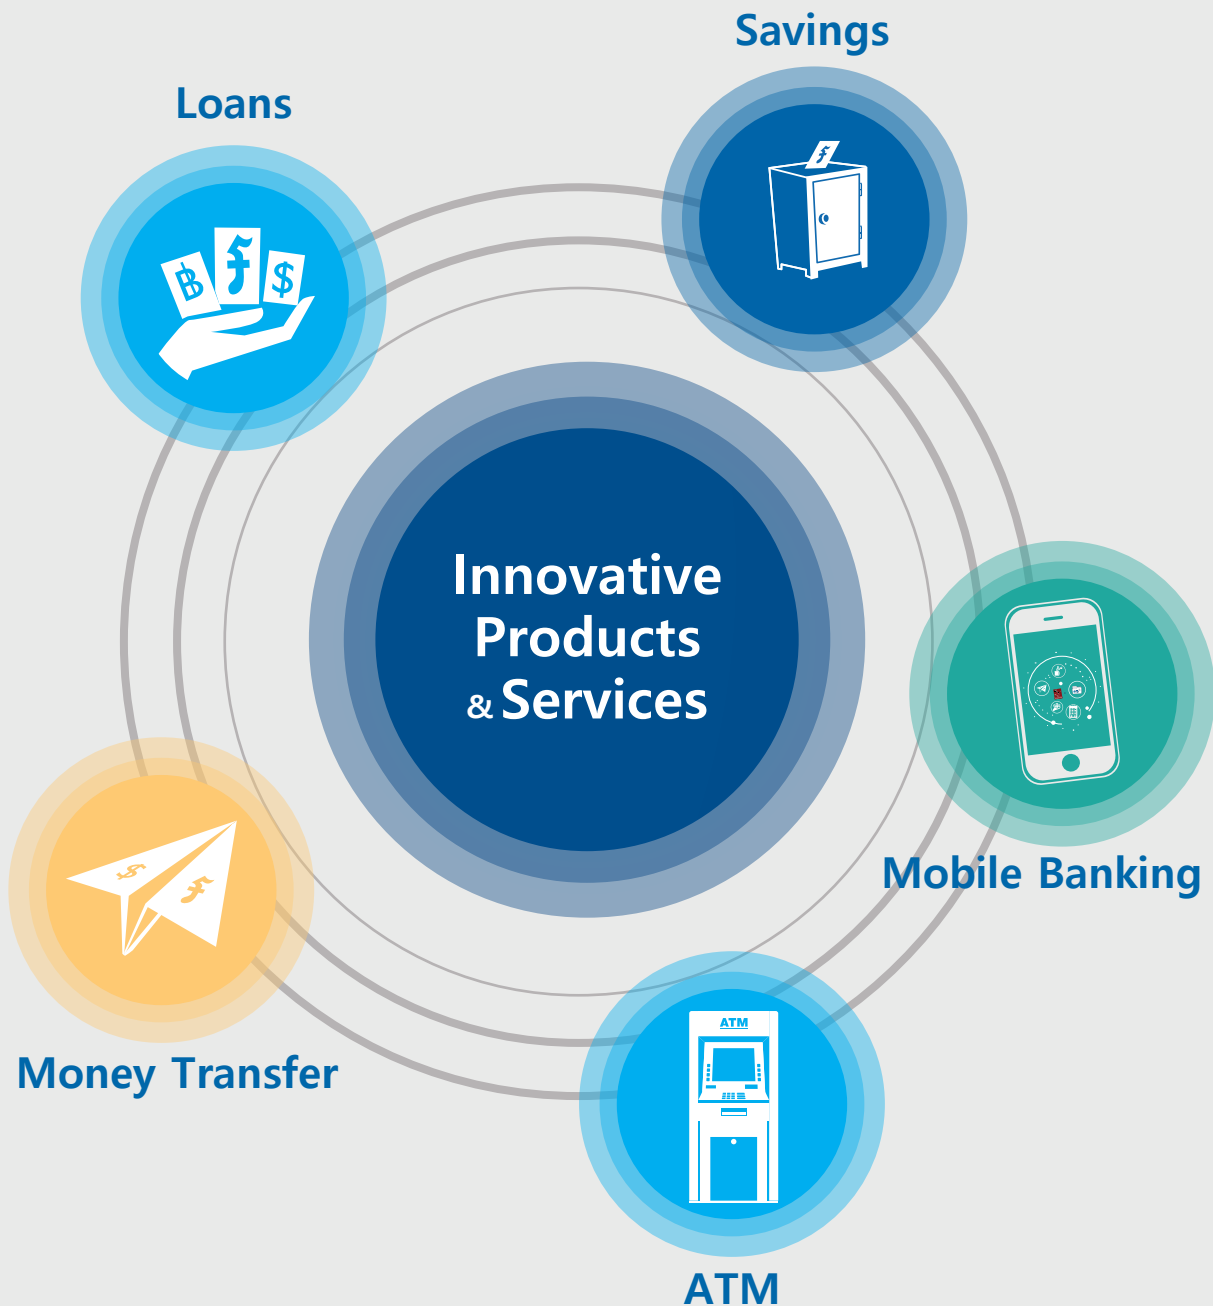 Savings
Loans
฿
៛
$
៛
Innovative
Products
& Services
Mobile Banking
$
៛
Money Transfer
ATM
ATM